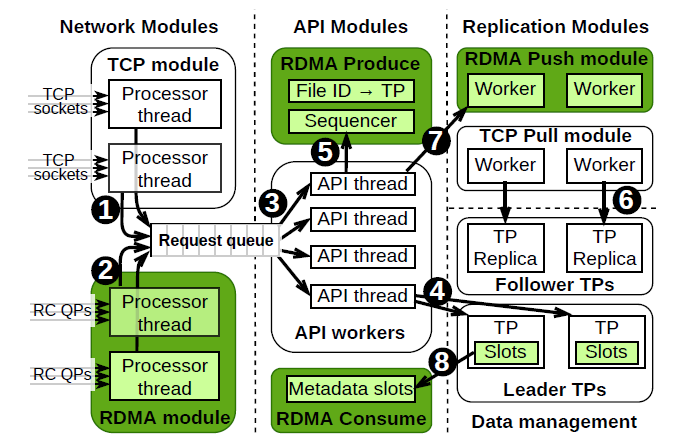 Network Modules
API Modules
Replication Modules
TCP module
TCP
sockets
Processor
thread
TCP
sockets
Processor
thread
1
2
RC QPs
Processor
thread
RC QPs
Processor
thread
RDMA module
Request queue
RDMA Produce
File ID → TP
Sequencer
5
3
API thread
API thread
API thread
API thread
API workers
4
7
8
Metadata slots
RDMA Consume
RDMA Push module
Worker
Worker
TCP Pull module
Worker
Worker
6
TP
Replica
TP
Replica
Follower TPs
TP
Slots
TP
Slots
Leader TPs
Data management